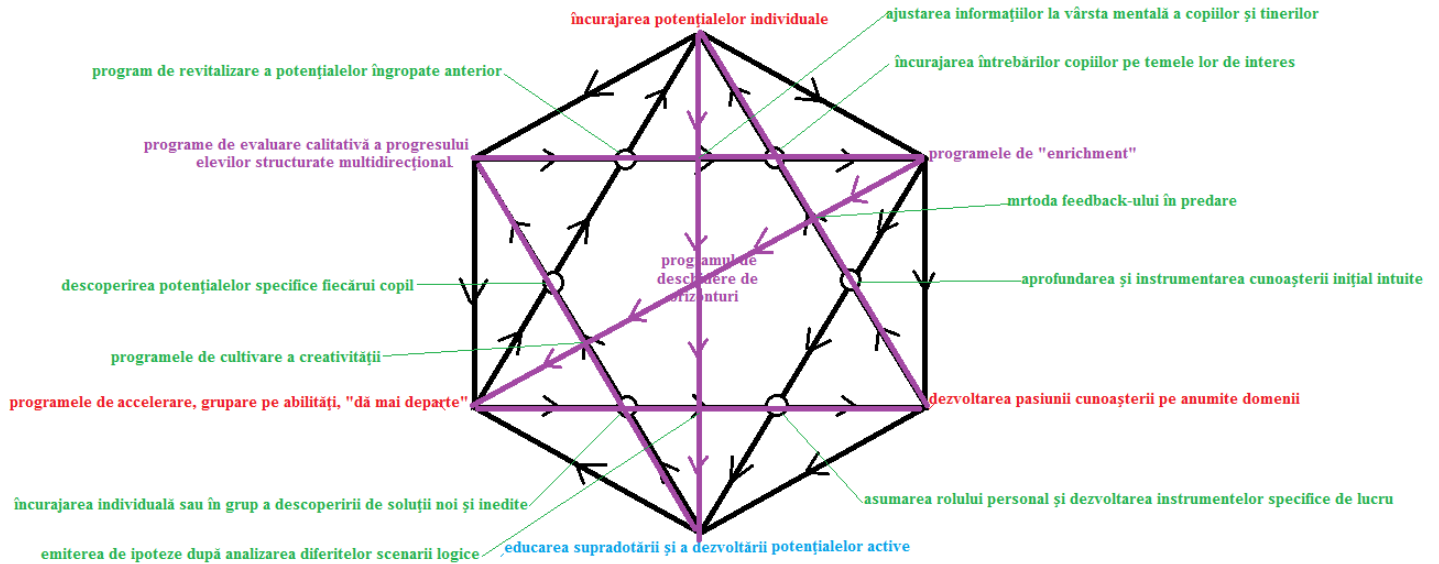 încurajarea potențialelor individuale
ajustarea informațiilor la vârsta mentală a copiilor și tinerilor
program de revitalizare a potențialelor îngropate anterior
încurajarea întrebărilor copiilor pe temele lor de interes
programe de evaluare calitativă a progresului
elevilor structurate multidirecțional
programele de "enrichment"
mrtoda feedback-ului în predare
programul de
deschidere de
orizonturi
descoperirea potențialelor specifice fiecărui copil
aprofundarea și instrumentarea cunoașterii inițial intuite
programele de cultivare a creativității
programele de accelerare, grupare pe abilități, "dă mai departe"
dezvoltarea pasiunii cunoașterii pe anumite domenii
încurajarea individuală sau în grup a descoperirii de soluții noi și inedite
asumarea rolului personal și dezvoltarea instrumentelor specifice de lucru
emiterea de ipoteze după analizarea diferitelor scenarii logice
educarea supradotării și a dezvoltării potențialelor active